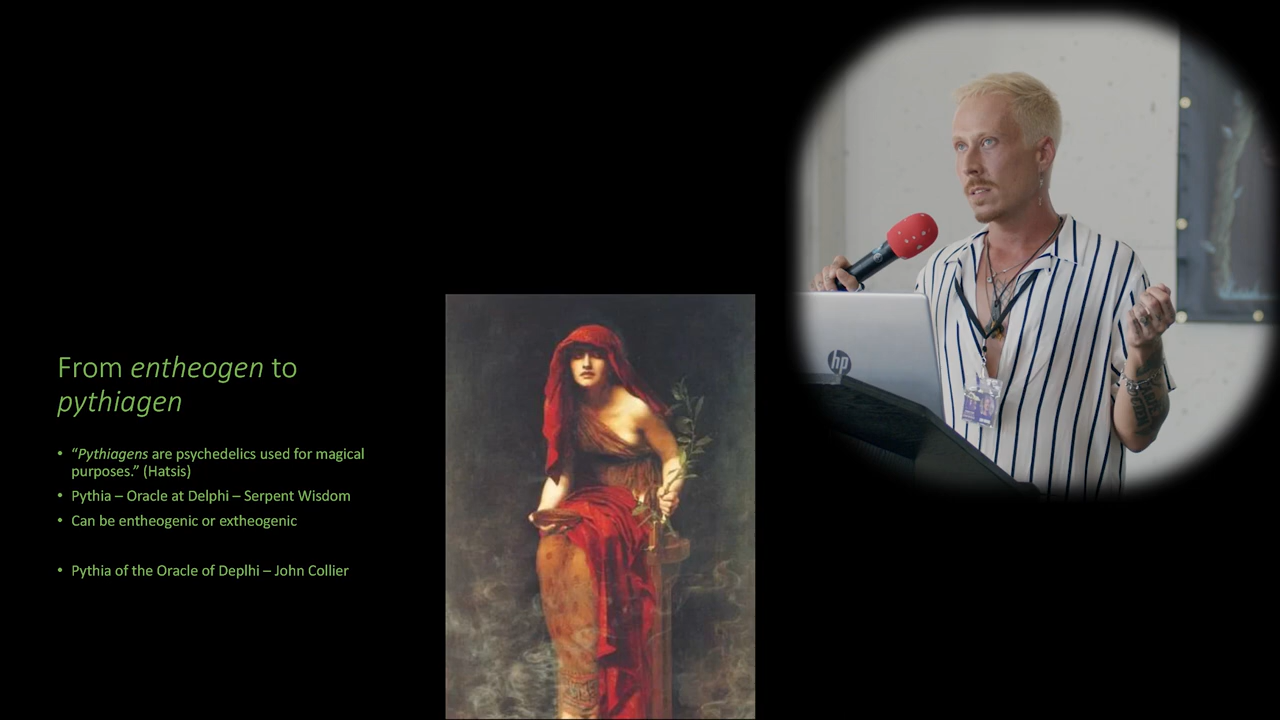 From entheogen to
pythiagen
• “Pythiagens are psychedelics used for magical
purposes.” (Hatsis)
• Pythia – Oracle at Delphi – Serpent Wisdom
• Can be entheogenic or extheogenic
• Pythia of the Oracle of Deplhi – John Collier
hp